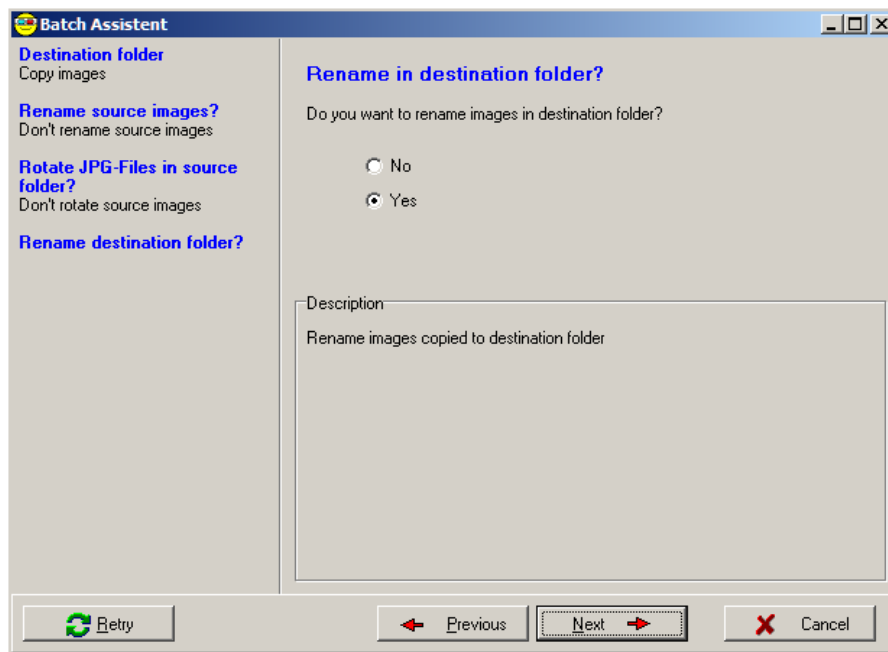 Batch Assistent
Destination folder
Copy images
Rename source images?
Don't rename source images
Rotate JPG-Files in source
folder?
Don't rotate source images
Rename destination folder?
Rename in destination folder?
Do you want to rename images in destination folder?
No
Yes
Description
Rename images copied to destination folder
Retry
Previous
Next
Cancel